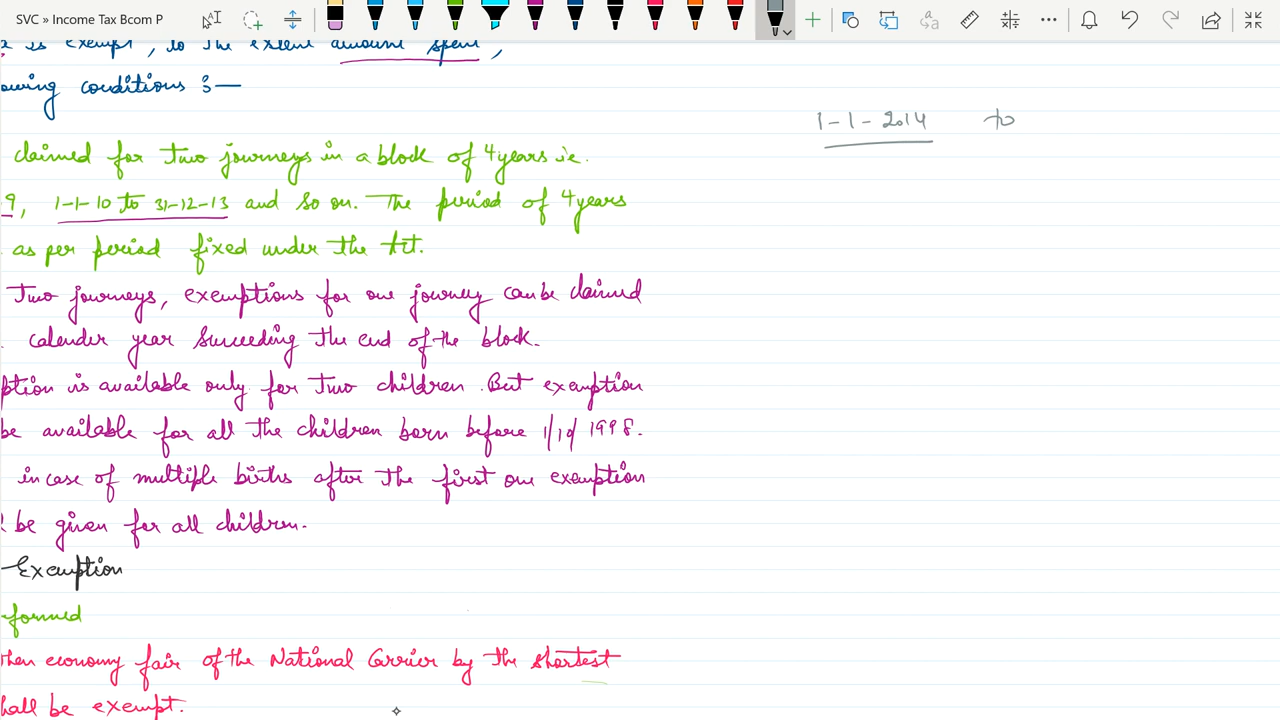 SVC » Income Tax Bcom P
is exempt, to the extent amount spent,
owing conditions :—
1-1-2014 to
claimed for Two journeys in a block of 4 years i.e.
9, 1-1-10 to 31-12-13 and so on. The period of 4 years
as per period fixed under the Act.
Two journeys, exemptions for one journey can be claimed
calender year succeeding the end of the block.
ption is available only for two children. But exemption
be available for all the children born before 1/10/1998.
in case of multiple births after the first one exemption
be given for all children.
Exemption
formed
then economy fair of the National Carrier by the shortest
hall be exempt.